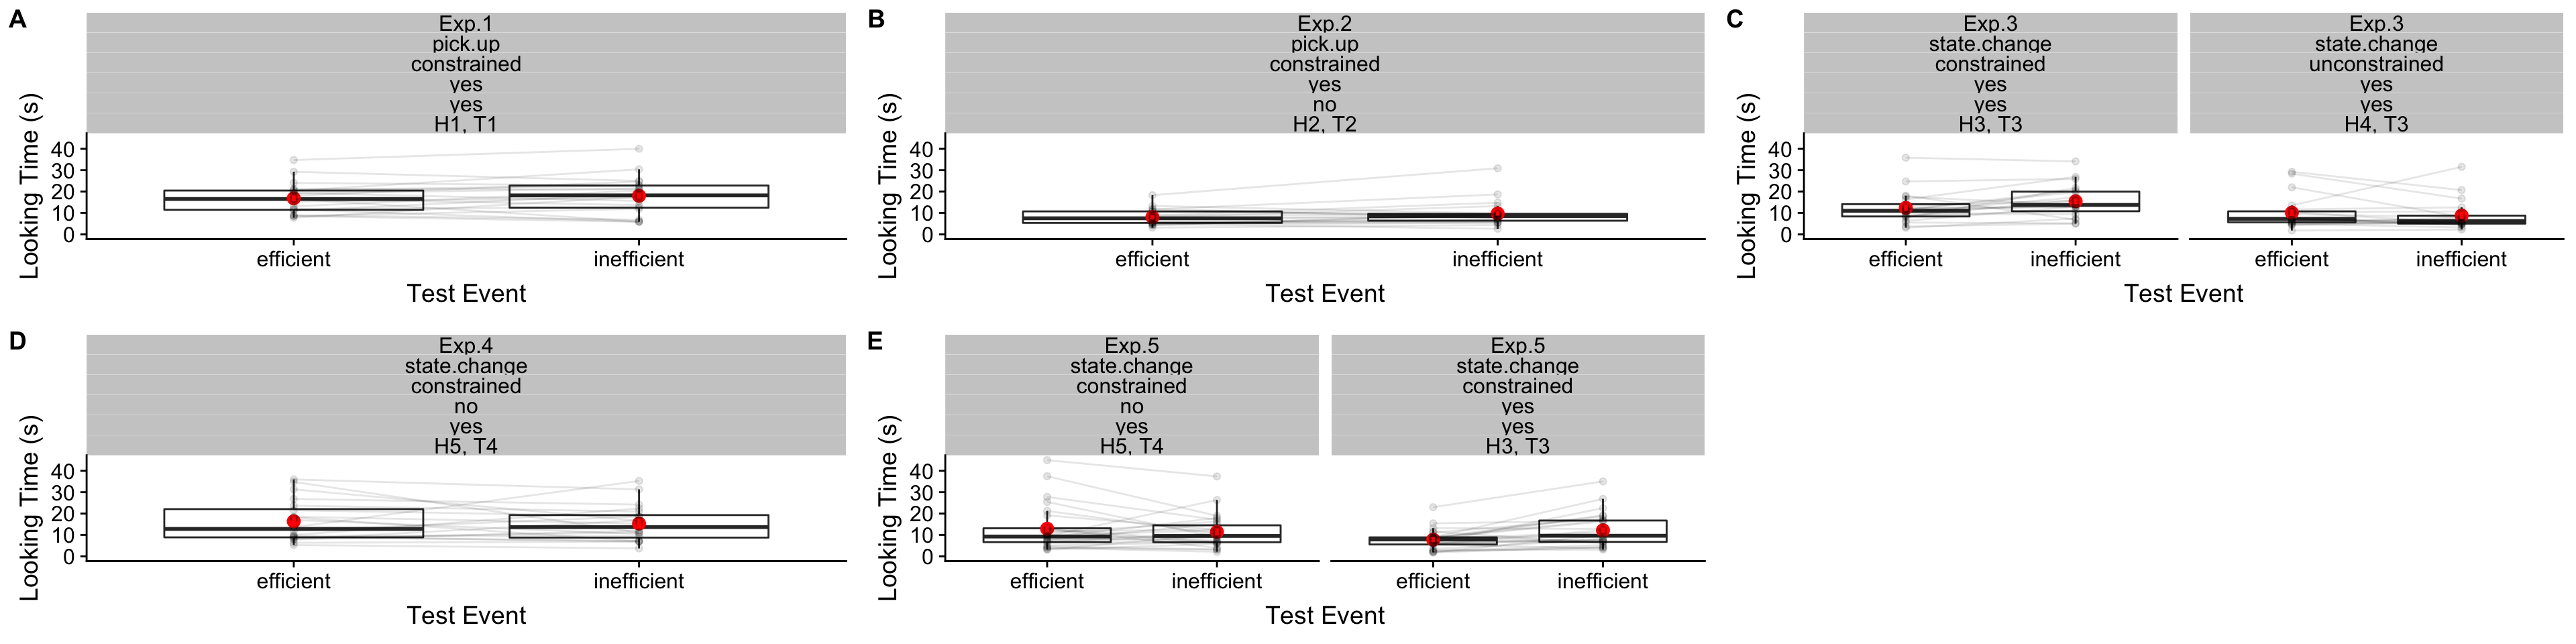 A
Exp.1
pick.up
constrained
yes
yes
H1, T1
Looking Time (s)
40
30
20
10
0
efficient inefficient
Test Event
B
Exp.2
pick.up
constrained
yes
no
H2, T2
Looking Time (s)
40
30
20
10
0
efficient inefficient
Test Event
C
Exp.3
state.change
constrained
yes
yes
H3, T3
Exp.3
state.change
unconstrained
yes
yes
H4, T3
Looking Time (s)
40
30
20
10
0
efficient inefficient
efficient inefficient
Test Event
D
Exp.4
state.change
constrained
no
yes
H5, T4
Looking Time (s)
40
30
20
10
0
efficient inefficient
Test Event
E
Exp.5
state.change
constrained
no
yes
H5, T4
Exp.5
state.change
constrained
yes
yes
H3, T3
Looking Time (s)
40
30
20
10
0
efficient inefficient
efficient inefficient
Test Event